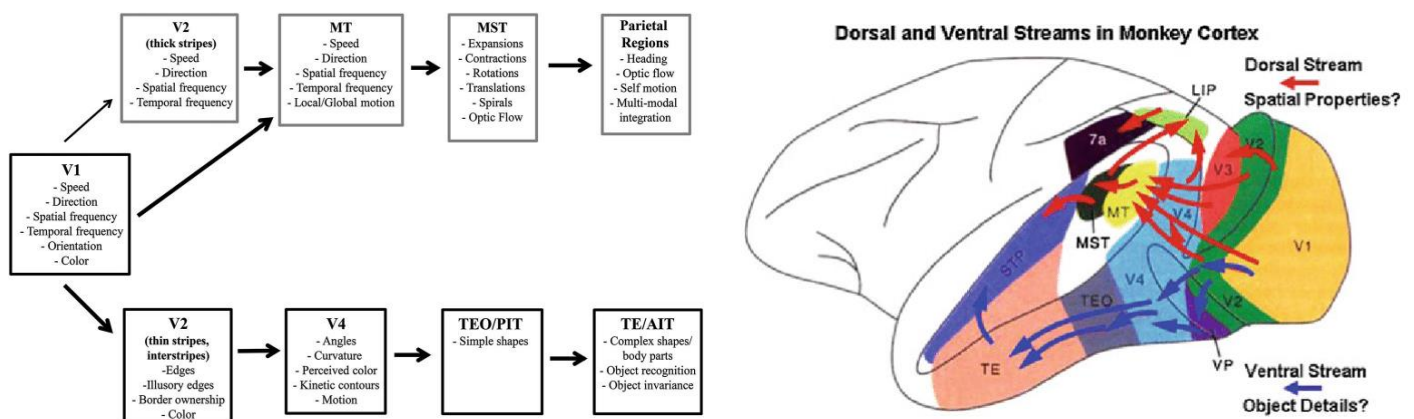 V2
(thick stripes)
- Speed
- Direction
- Spatial frequency
- Temporal frequency
MT
- Speed
- Direction
- Spatial frequency
- Temporal frequency
- Local/Global motion
MST
- Expansions
- Contractions
- Rotations
- Translations
- Spirals
- Optic Flow
Parietal
Regions
- Heading
- Optic flow
- Self motion
- Multi-modal
integration
V1
- Speed
- Direction
- Spatial frequency
- Temporal frequency
- Orientation
- Color
V2
(thin stripes,
interstripes)
- Edges
- Illusory edges
- Border ownership
- Color
V4
- Angles
- Curvature
- Perceived color
- Kinetic contours
- Motion
TEO/PIT
- Simple shapes
TE/AIT
- Complex shapes/
body parts
- Object recognition
- Object invariance
Dorsal and Ventral Streams in Monkey Cortex
Dorsal Stream
Spatial Properties?
LIP
7a
V2
V3
MT
V4
MST
V1
STP
V4
TEO
V2
TE
VP
Ventral Stream
Object Details?